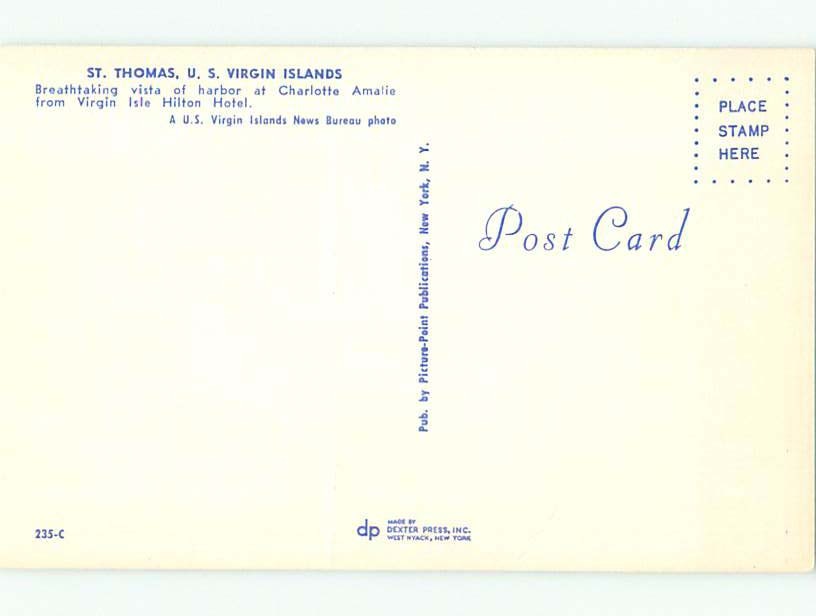 ST. THOMAS, U. S. VIRGIN ISLANDS
Breathtaking vista of harbor at Charlotte Amalie
from Virgin Isle Hilton Hotel.
A U.S. Virgin Islands News Bureau photo
Pub. by Picture-Point Publications, New York, N. Y.
PLACE
STAMP
HERE
Post Card
235-C
dp
MADE BY
DEXTER PRESS, INC.
WEST NYACK, NEW YORK